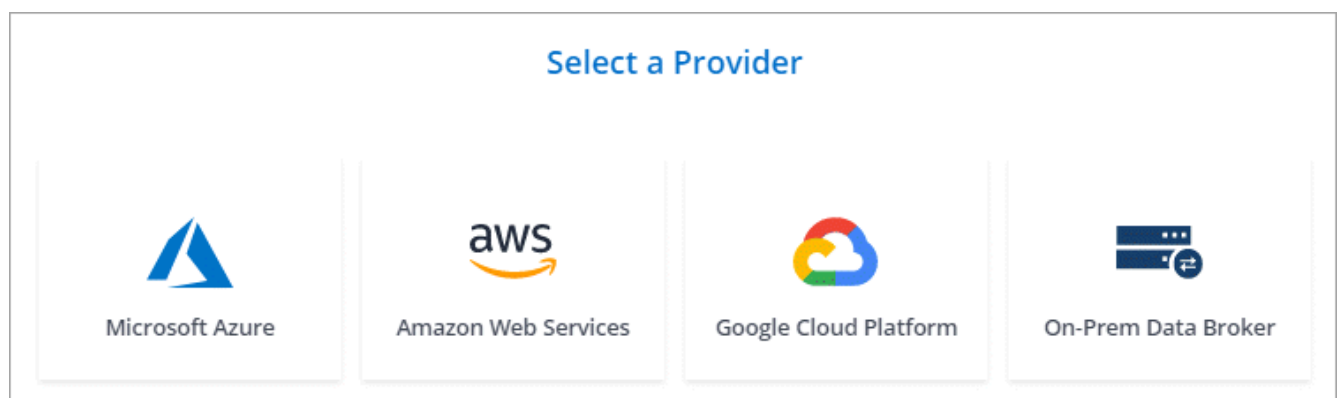 Select a Provider
aws
Microsoft Azure
Amazon Web Services
Google Cloud Platform
On-Prem Data Broker